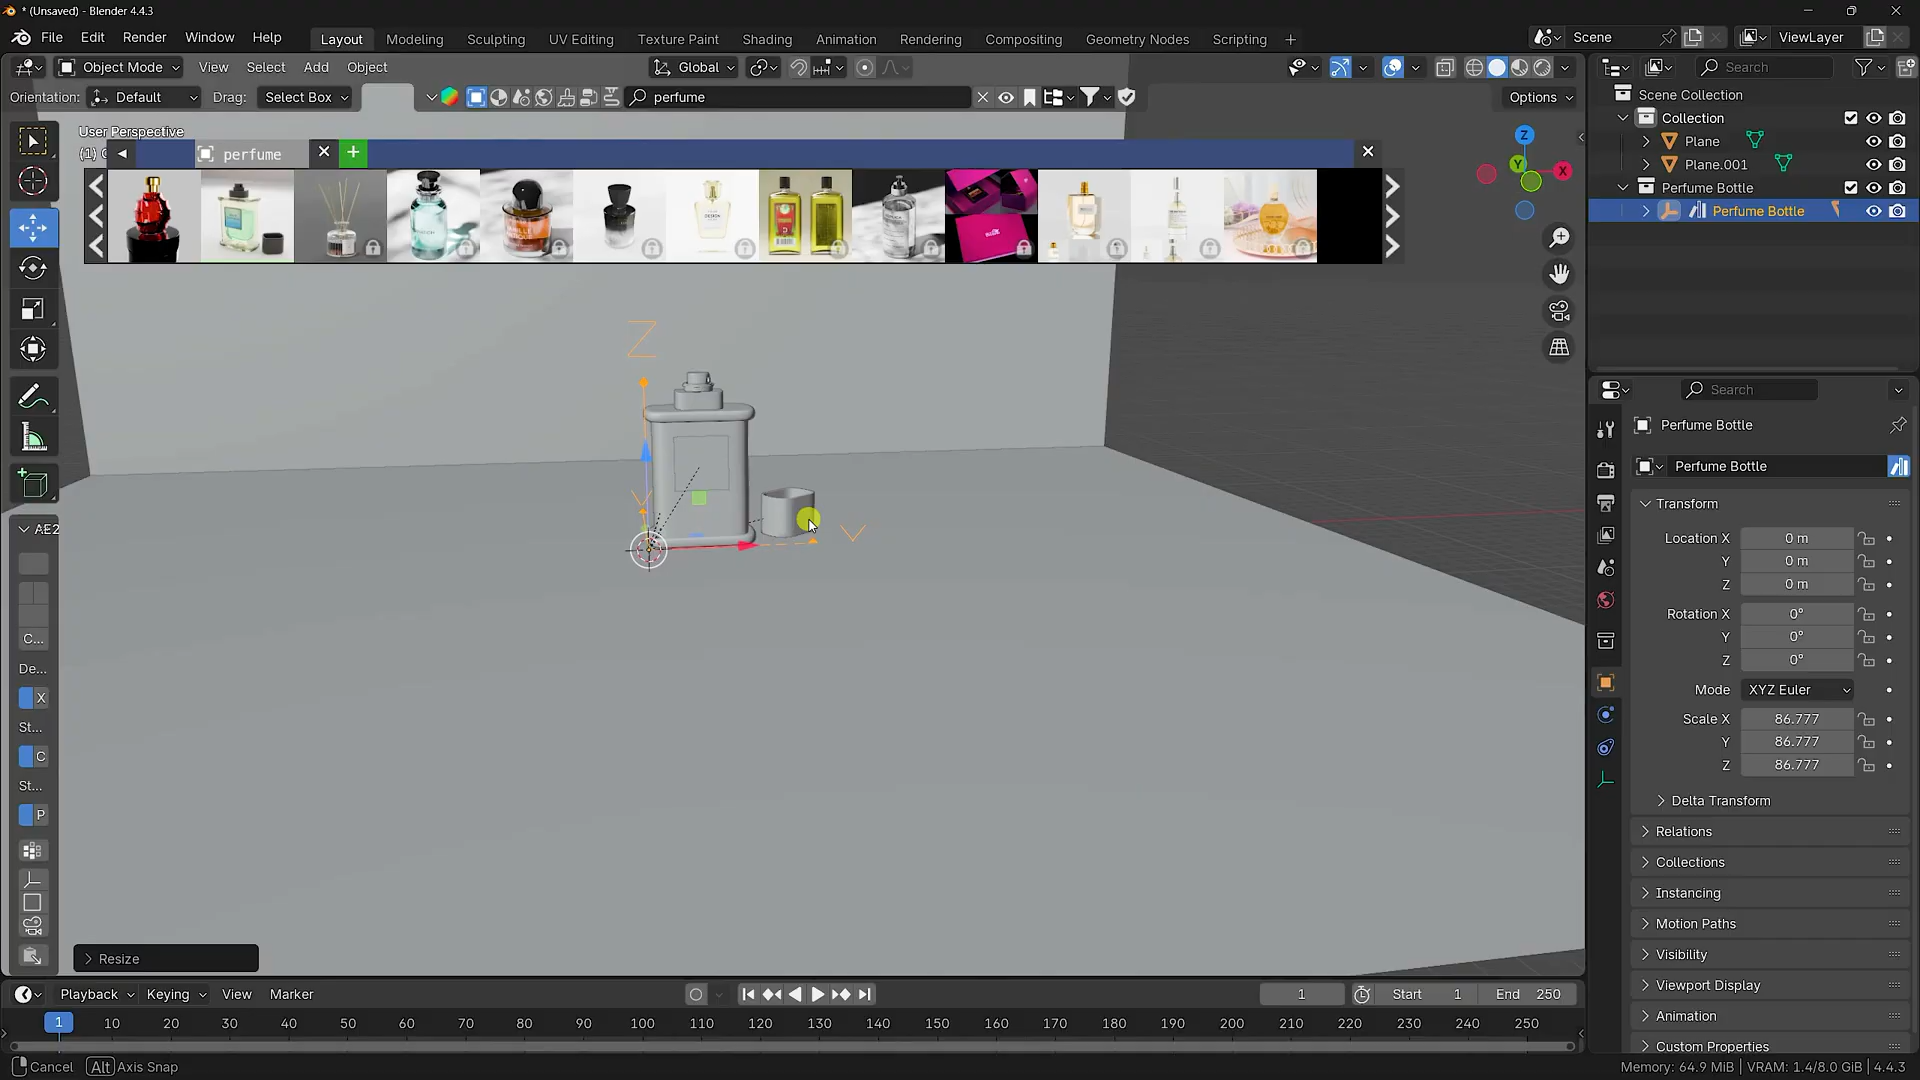 * (Unsaved) - Blender 4.4.3
File Edit Render Window Help
Layout Modeling Sculpting UV Editing Texture Paint Shading Animation Rendering Compositing Geometry Nodes Scripting +
Scene
ViewLayer
Object Mode View Select Add Object
Global
Orientation: Default Drag: Select Box
perfume
Options
User Perspective
(1)
perfume
Search
Scene Collection
Collection
Plane
Plane.001
Perfume Bottle
Perfume Bottle
Z
Y
X
Search
Perfume Bottle
Perfume Bottle
Transform
Location X 0 m
Y 0 m
Z 0 m
Rotation X 0°
Y 0°
Z 0°
Mode XYZ Euler
Scale X 86.777
Y 86.777
Z 86.777
Delta Transform
Relations
Collections
Instancing
Motion Paths
Visibility
Viewport Display
Animation
Custom Properties
AE2
C...
De...
X
St...
C
St...
P
Z
Resize
Playback Keying View Marker
1
Start 1
End 250
1 10 20 30 40 50 60 70 80 90 100 110 120 130 140 150 160 170 180 190 200 210 220 230 240 250
Cancel Alt Axis Snap
Memory: 64.9 MiB | VRAM: 1.4/8.0 GiB | 4.4.3